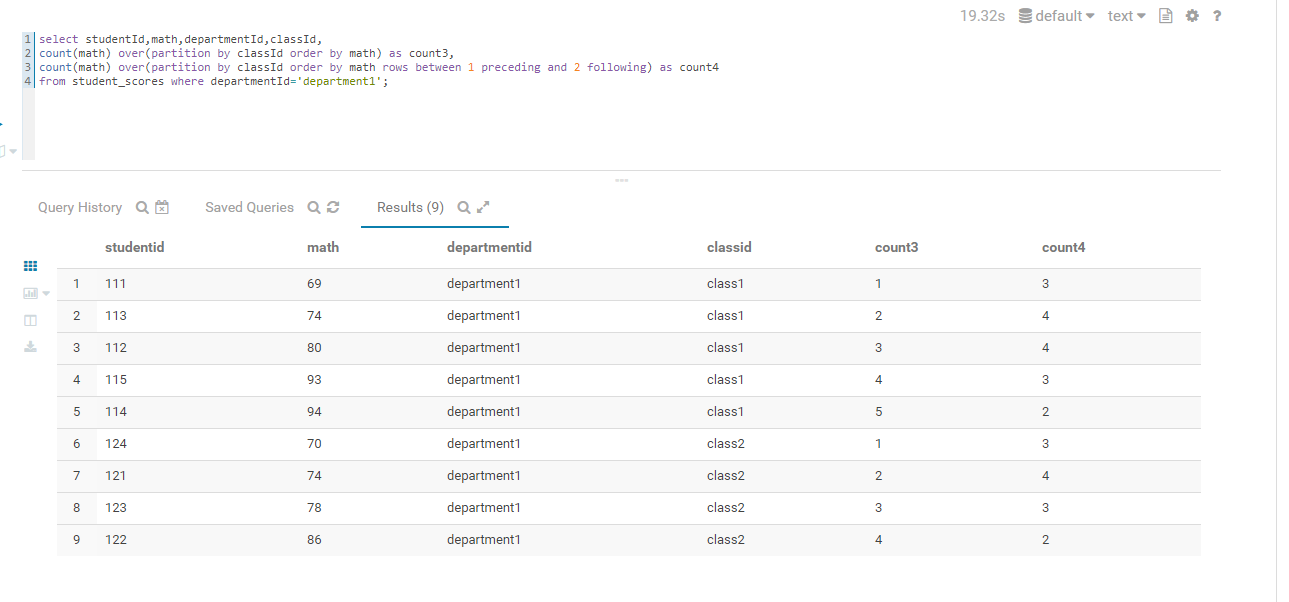 19.32s default text ?
1 select studentId,math,departmentId,classId,
2 count(math) over(partition by classId order by math) as count3,
3 count(math) over(partition by classId order by math rows between 1 preceding and 2 following) as count4
4 from student_scores where departmentId='department1';
Query History Saved Queries Results (9)
studentid math departmentid classid count3 count4
1 111 69 department1 class1 1 3
2 113 74 department1 class1 2 4
3 112 80 department1 class1 3 4
4 115 93 department1 class1 4 3
5 114 94 department1 class1 5 2
6 124 70 department1 class2 1 3
7 121 74 department1 class2 2 4
8 123 78 department1 class2 3 3
9 122 86 department1 class2 4 2